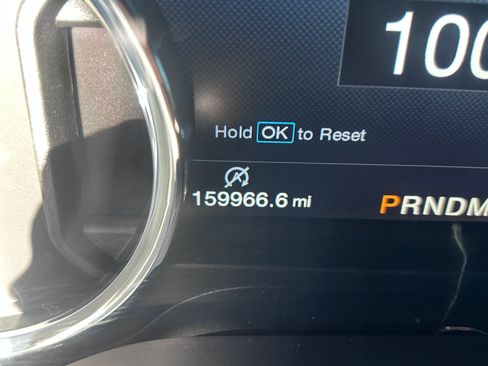 100
Hold OK to Reset
159966.6 mi
PRNDM